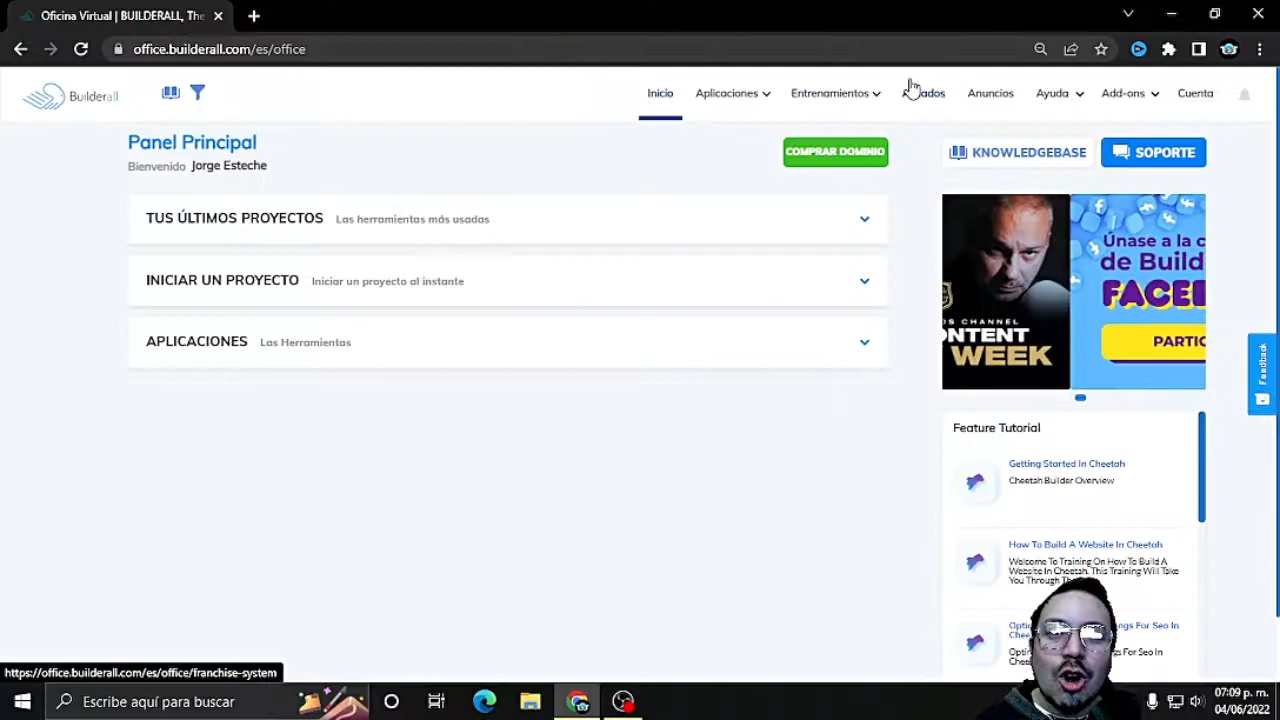 Oficina Virtual | BUILDERALL, The
office.builderall.com/es/office
Builderall
Inicio
Aplicaciones
Entrenamientos
Anuncios
Ayuda
Add-ons
Cuenta
Panel Principal
Bienvenido Jorge Esteche
COMPRAR DOMINIO
KNOWLEDGEBASE
SOPORTE
TUS ÚLTIMOS PROYECTOS Las herramientas más usadas
INICIAR UN PROYECTO Iniciar un proyecto al instante
APLICACIONES Las Herramientas
OS CHANNEL
ONTENT
WEEK
Únase a la c
de Build
FACE
PARTIC
Feedback
Feature Tutorial
Getting Started In Cheetah
Cheetah Builder Overview
How To Build A Website In Cheetah
Welcome To Training On How To Build A
Website In Cheetah. This Training Will Take
You Through
ngs For Seo In
s For Seo In
https://office.builderall.com/es/office/franchise-system
Escribe aquí para buscar
07:09 p. m.
04/06/2022